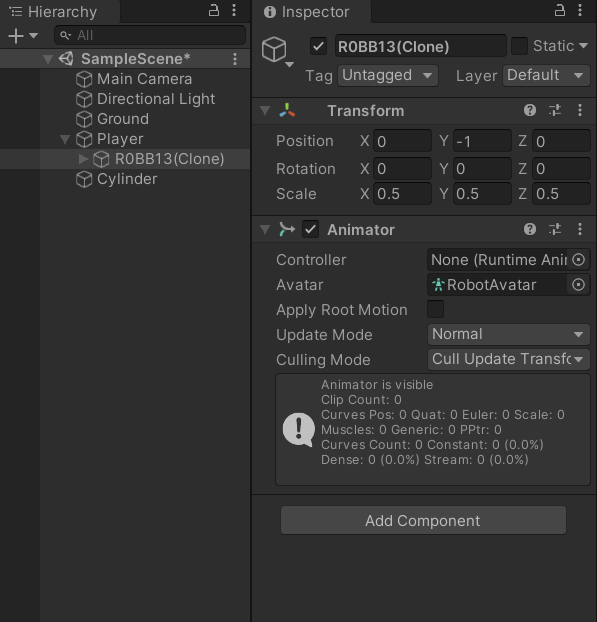 Hierarchy
All
SampleScene*
Main Camera
Directional Light
Ground
Player
R0BB13(Clone)
Cylinder
Inspector
R0BB13(Clone)
Static
Tag Untagged Layer Default
Transform
Position X 0 Y -1 Z 0
Rotation X 0 Y 0 Z 0
Scale X 0.5 Y 0.5 Z 0.5
Animator
Controller None (Runtime Ani
Avatar RobotAvatar
Apply Root Motion
Update Mode Normal
Culling Mode Cull Update Transfo
Animator is visible
Clip Count: 0
Curves Pos: 0 Quat: 0 Euler: 0 Scale: 0
Muscles: 0 Generic: 0 PPtr: 0
Curves Count: 0 Constant: 0 (0.0%)
Dense: 0 (0.0%) Stream: 0 (0.0%)
Add Component